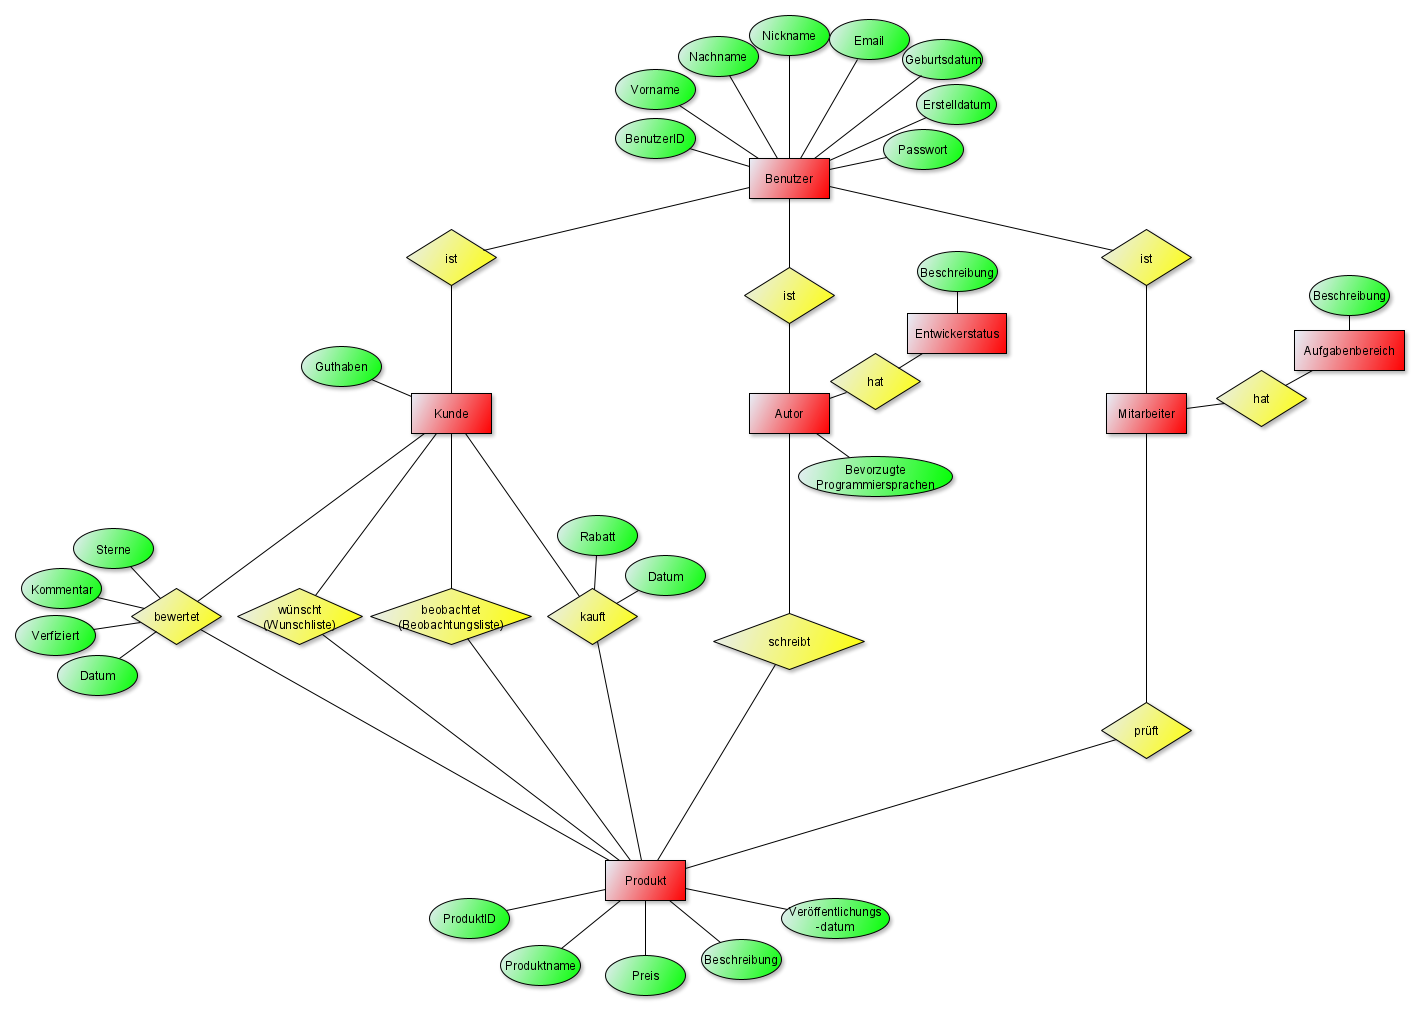 Nickname
Email
Nachname
Geburtsdatum
Vorname
Erstelldatum
BenutzerID
Passwort
Benutzer
ist
ist
ist
Beschreibung
Beschreibung
Entwickerstatus
Aufgabenbereich
Guthaben
hat
hat
Kunde
Autor
Mitarbeiter
Bevorzugte
Programmiersprachen
Sterne
Rabatt
Datum
Kommentar
Verfiziert
Datum
bewertet
wünscht
(Wunschliste)
beobachtet
(Beobachtungsliste)
kauft
schreibt
prüft
Produkt
ProduktID
Veröffentlichungs
-datum
Produktname
Preis
Beschreibung